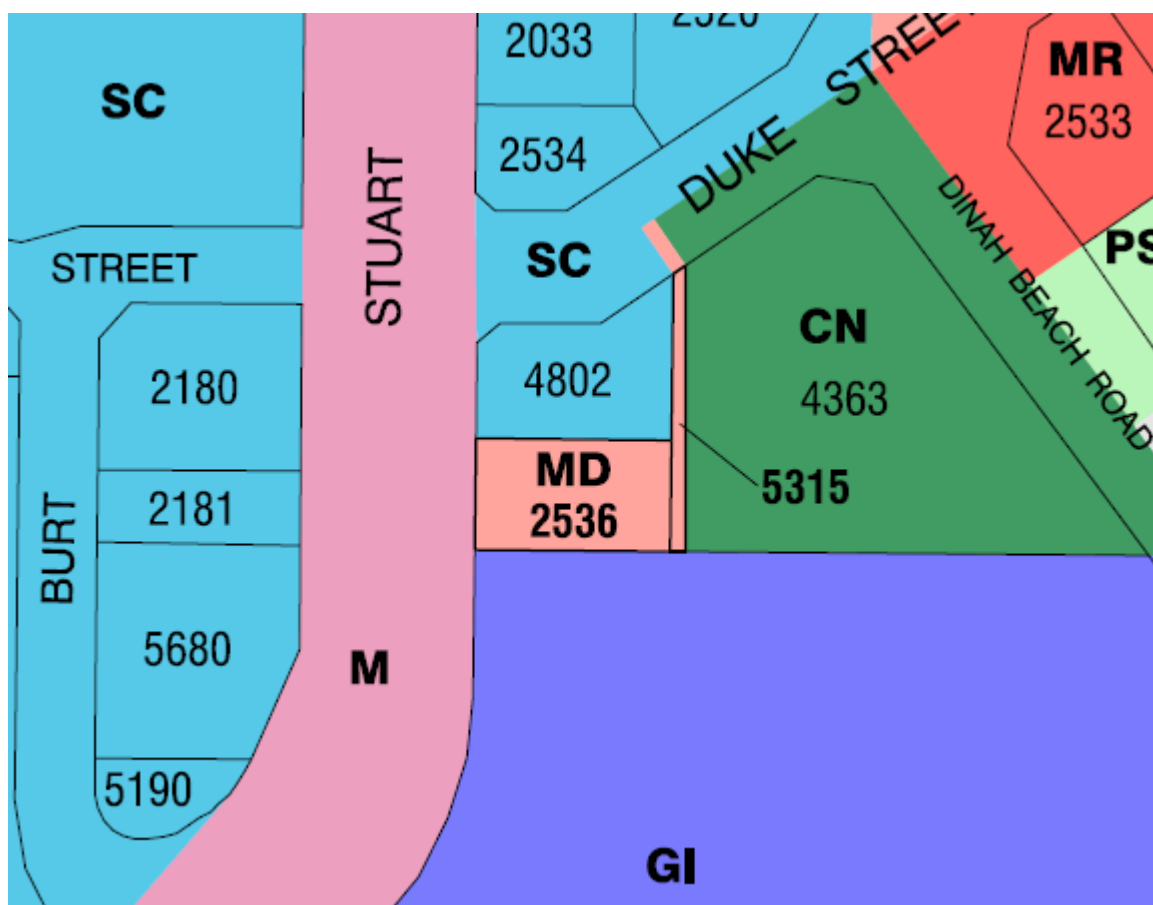 2033
SC
MR
2533
2534
DUKE STREET
STUART
DINAH BEACH ROAD
PS
STREET
SC
CN
4363
2180
4802
MD
2536
5315
2181
BURT
5680
M
5190
GI